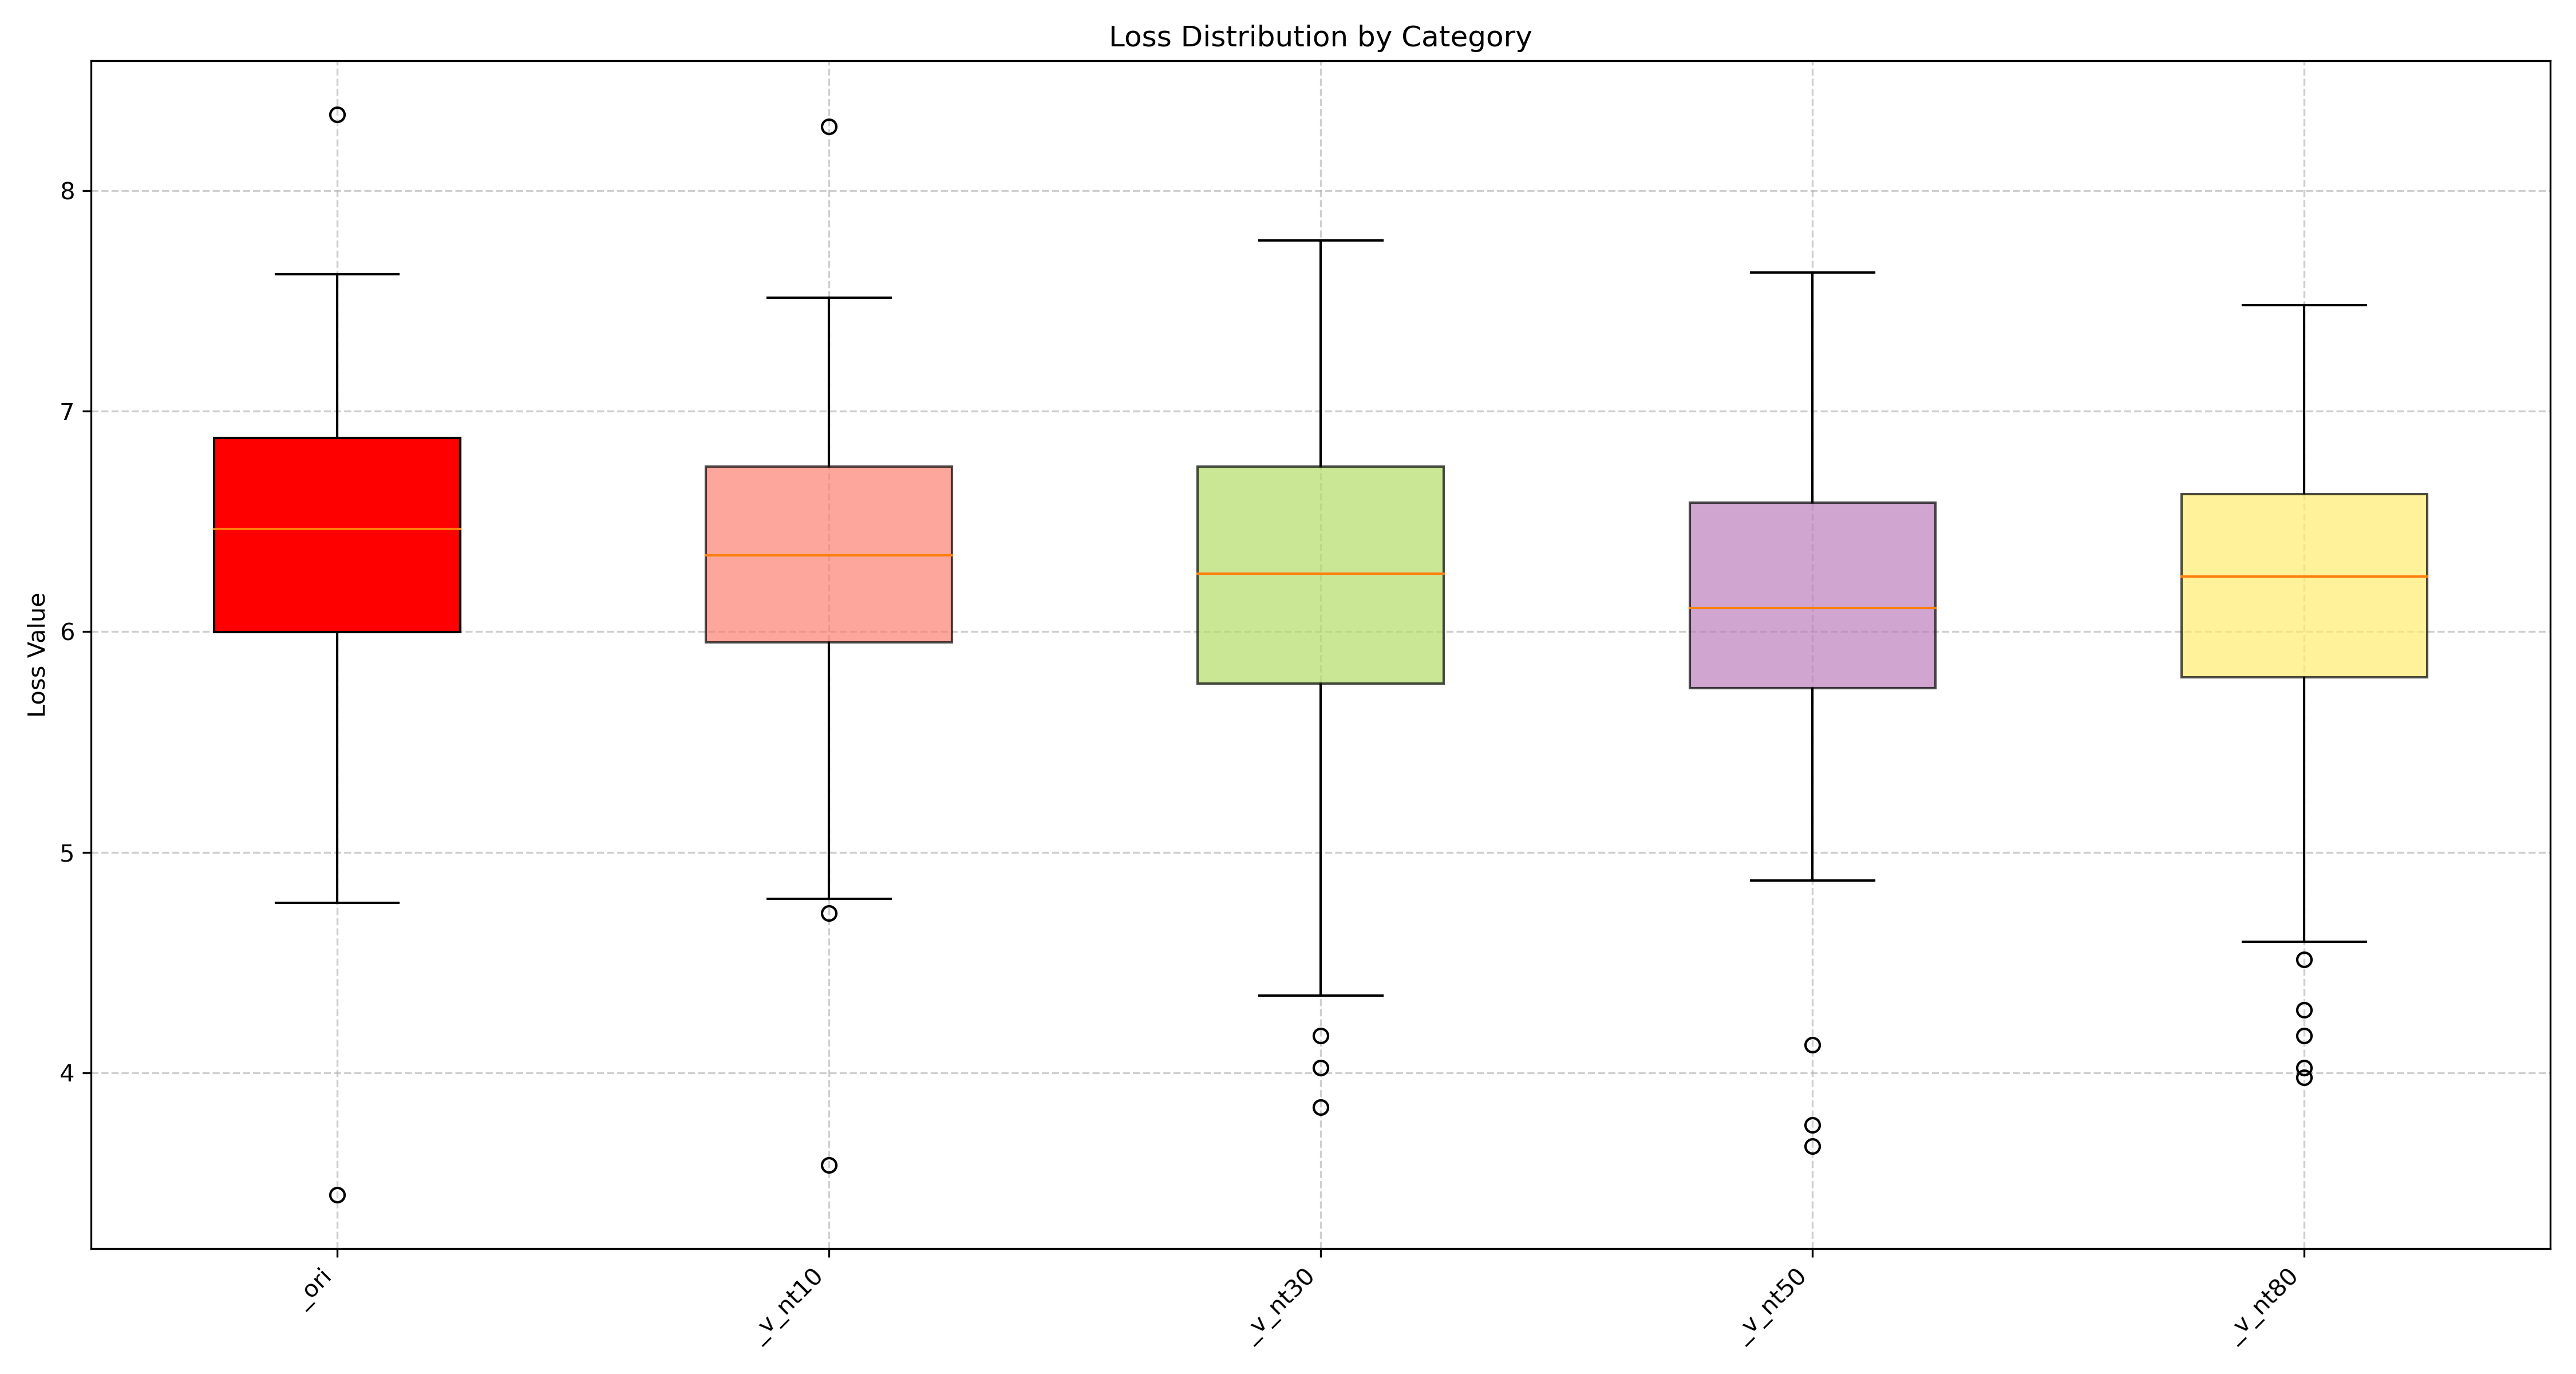 Loss Distribution by Category
Loss Value
8
7
6
5
4
_ori
_v_nt10
_v_nt30
_v_nt50
_v_nt80